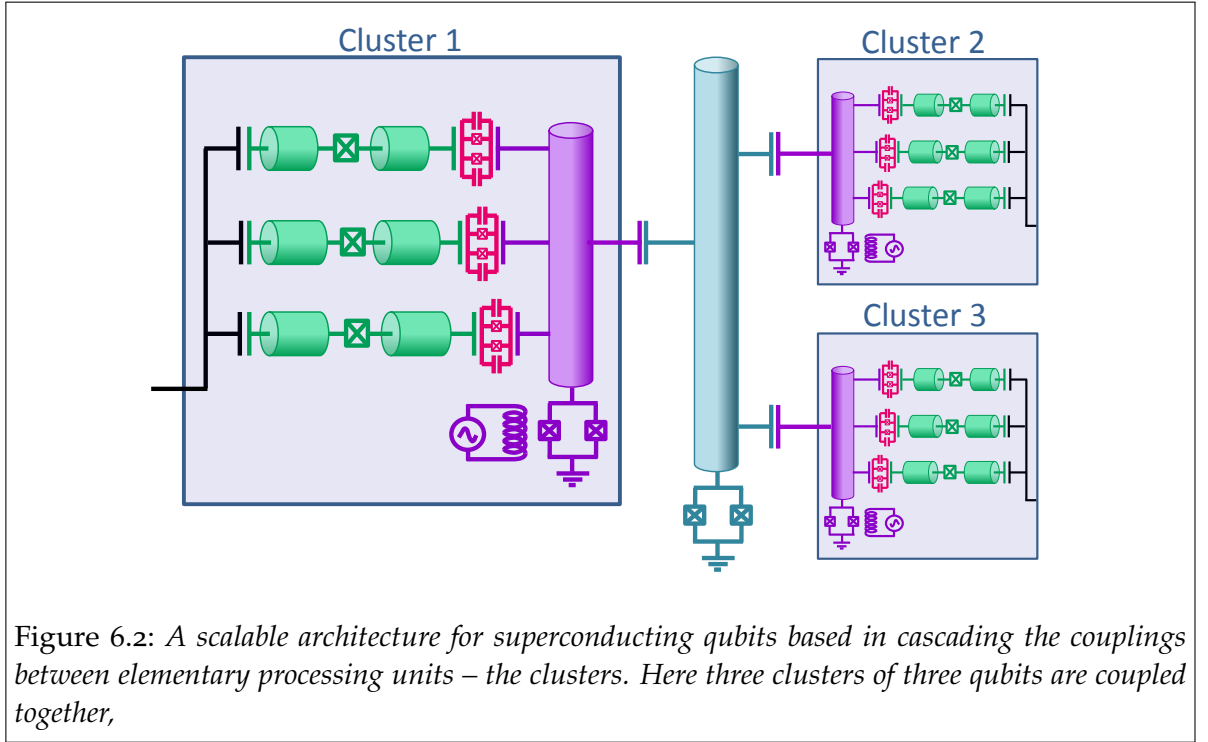 Cluster 1
Cluster 2
Cluster 3
Figure 6.2: A scalable architecture for superconducting qubits based in cascading the couplings
between elementary processing units – the clusters. Here three clusters of three qubits are coupled
together,